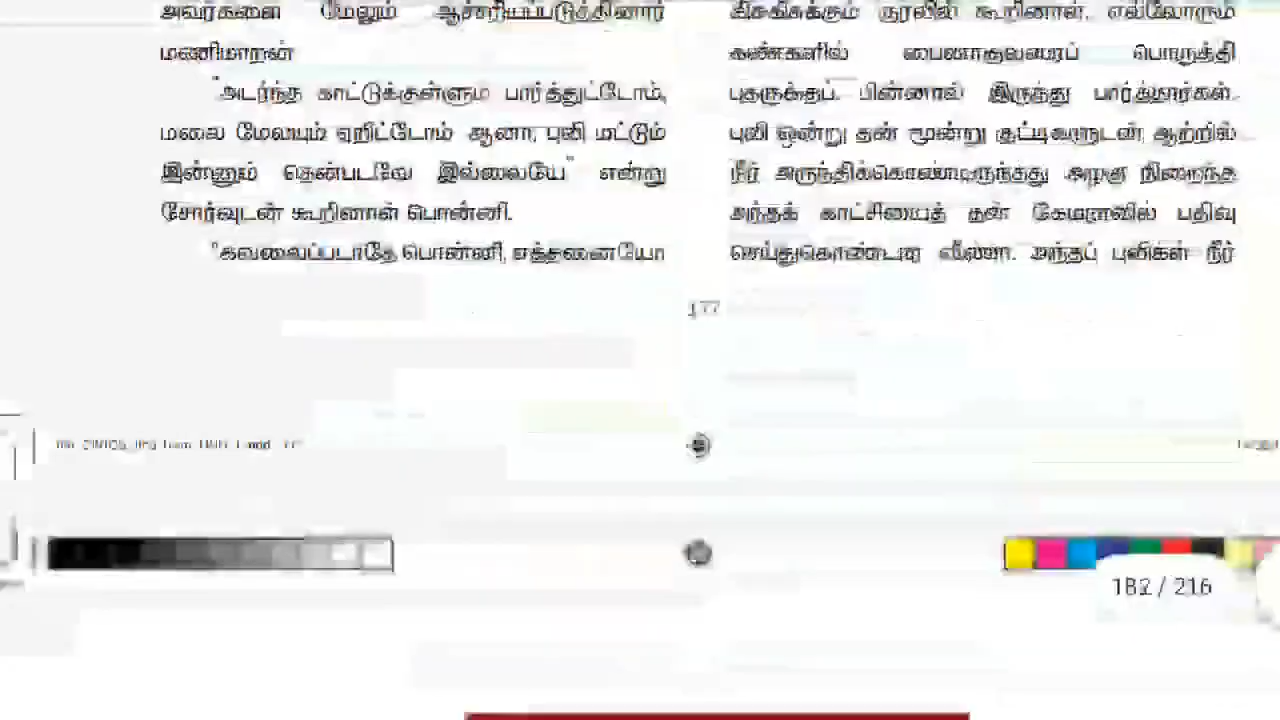 அவர்களை மேலும் ஆச்சரியப்படுத்தினார்
மணிமாறன்
"அடர்ந்த காட்டுக்குள்ளும் பார்த்துட்டோம்,
மலை மேலயும் ஏறிட்டோம் ஆனா, புலி மட்டும்
இன்னும் தென்படவே இல்லையே" என்று
சோர்வுடன் கூறினாள் பொன்னி.
"கவலைப்படாதே பொன்னி, எத்தனையோ
கிசுகிசுக்கும் குரலில் கூறினாள். எல்லோரும்
கண்களில் பைனாகுலரைப் பொருத்தி
புதருக்குப் பின்னால் இருந்து பார்த்தார்கள்.
புலி ஒன்று தன் மூன்று குட்டிகளுடன் ஆற்றில்
நீர் அருந்திக்கொண்டிருந்தது அழகு நிறைந்த
அந்தக் காட்சியைத் தன் கேமராவில் பதிவு
செய்துகொண்டாள் வீணா. அந்தப் புலிகள் நீர்
177
182 / 216